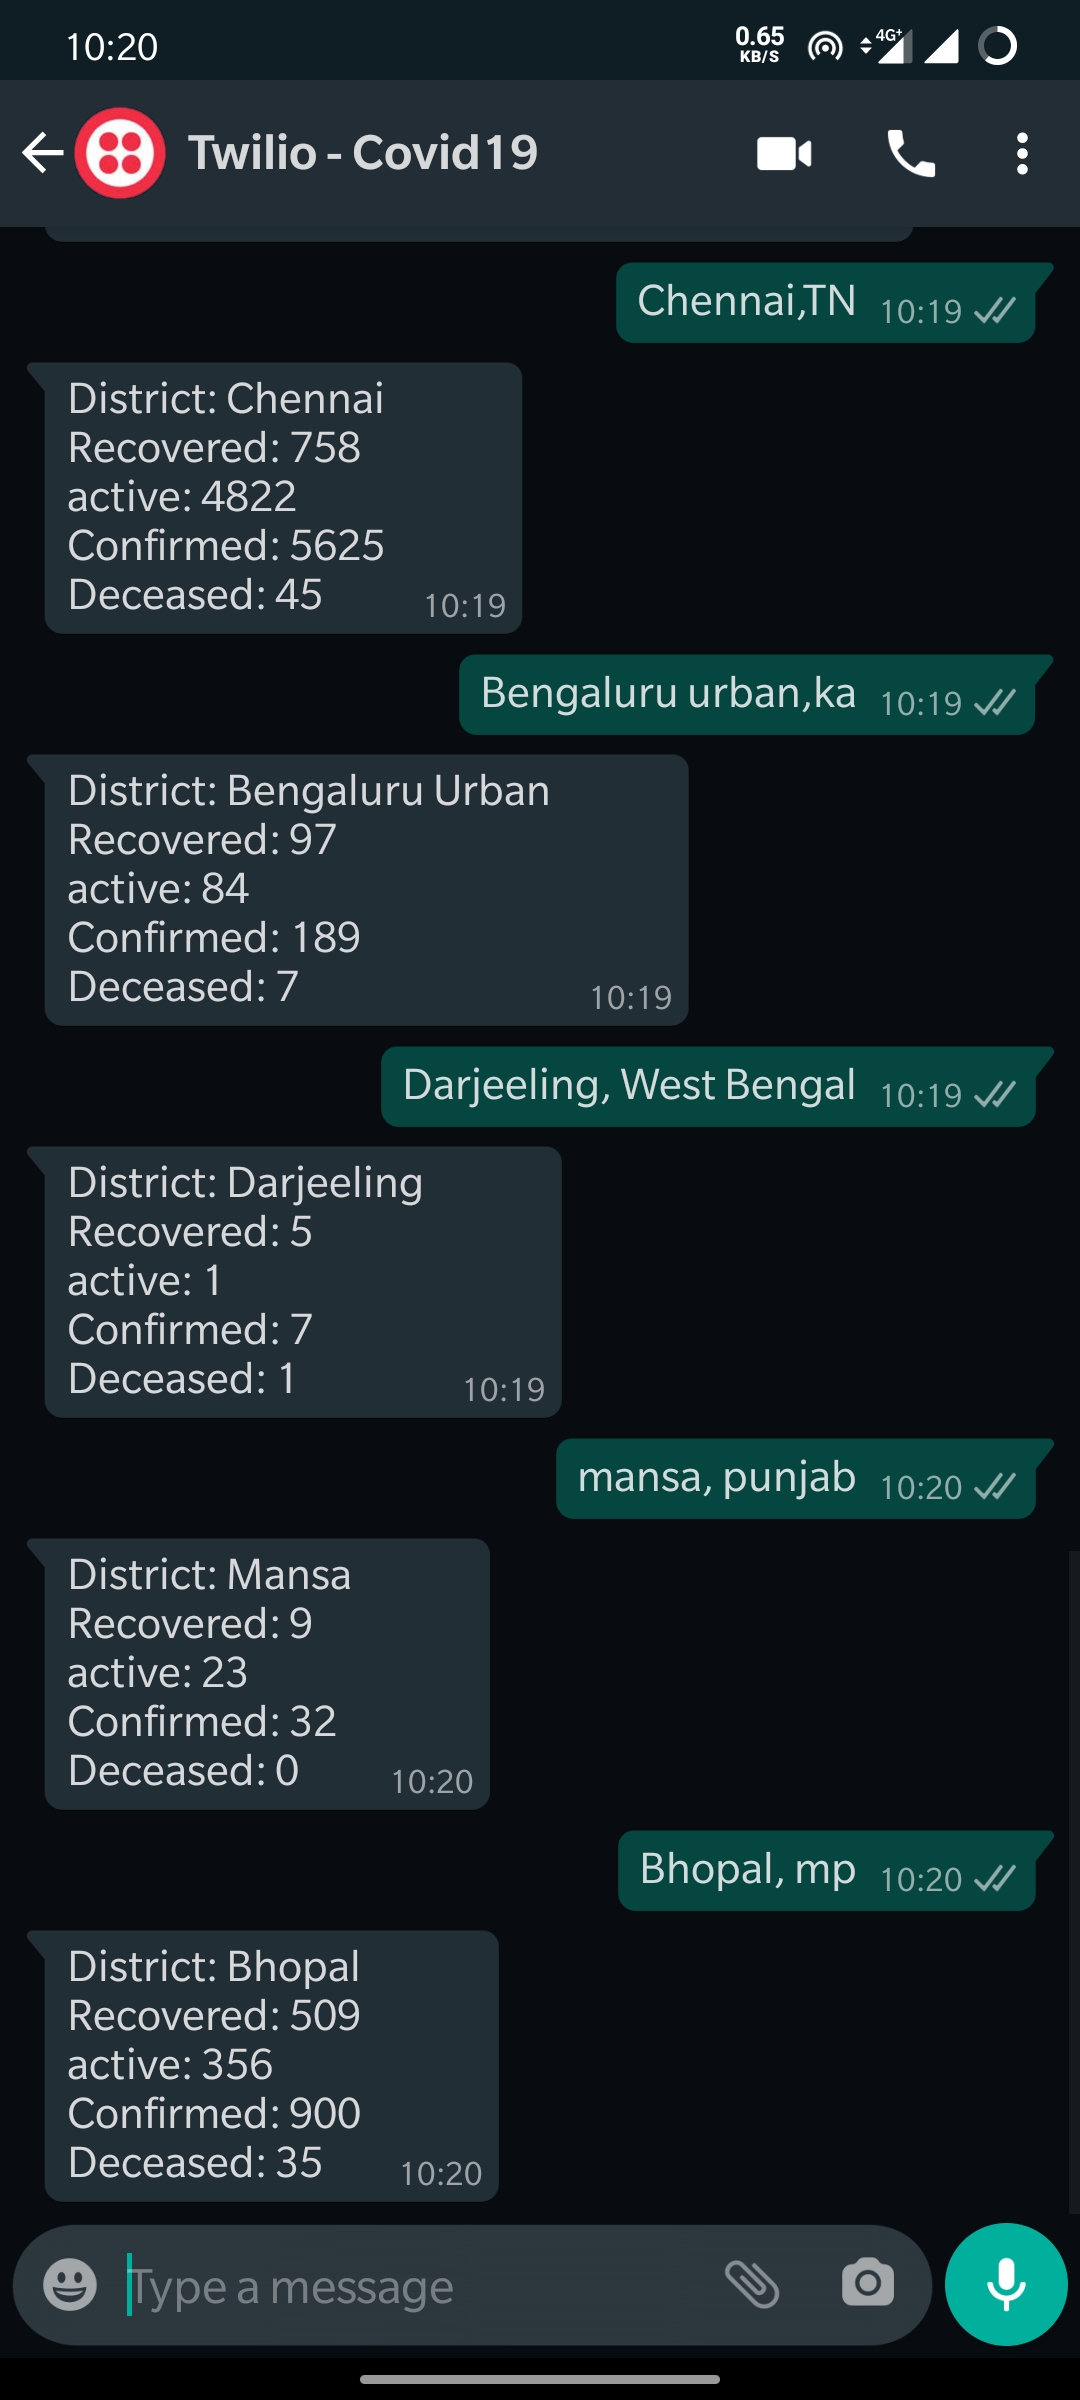 10:20
0.65
KB/S
4G+
Twilio - Covid19
Chennai,TN 10:19
District: Chennai
Recovered: 758
active: 4822
Confirmed: 5625
Deceased: 45
10:19
Bengaluru urban,ka 10:19
District: Bengaluru Urban
Recovered: 97
active: 84
Confirmed: 189
Deceased: 7
10:19
Darjeeling, West Bengal 10:19
District: Darjeeling
Recovered: 5
active: 1
Confirmed: 7
Deceased: 1
10:19
mansa, punjab 10:20
District: Mansa
Recovered: 9
active: 23
Confirmed: 32
Deceased: 0
10:20
Bhopal, mp 10:20
District: Bhopal
Recovered: 509
active: 356
Confirmed: 900
Deceased: 35
10:20
Type a message